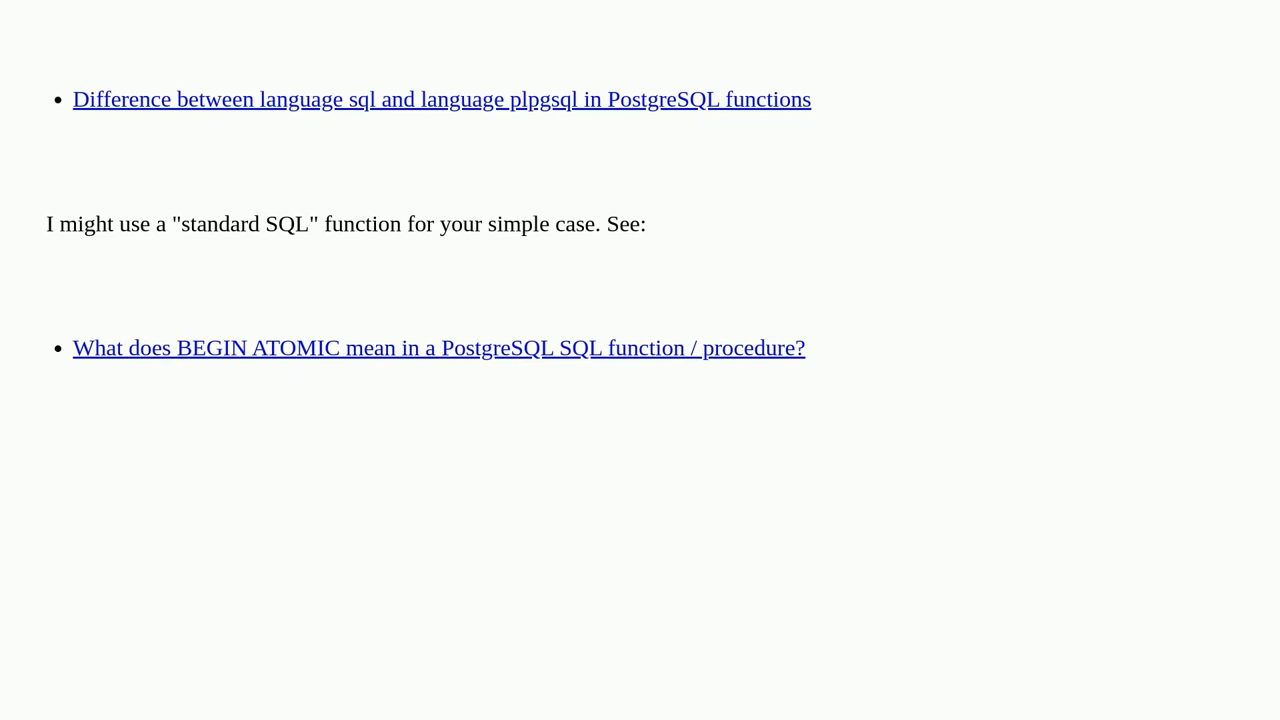 • Difference between language sql and language plpgsql in PostgreSQL functions
I might use a "standard SQL" function for your simple case. See:
• What does BEGIN ATOMIC mean in a PostgreSQL SQL function / procedure?